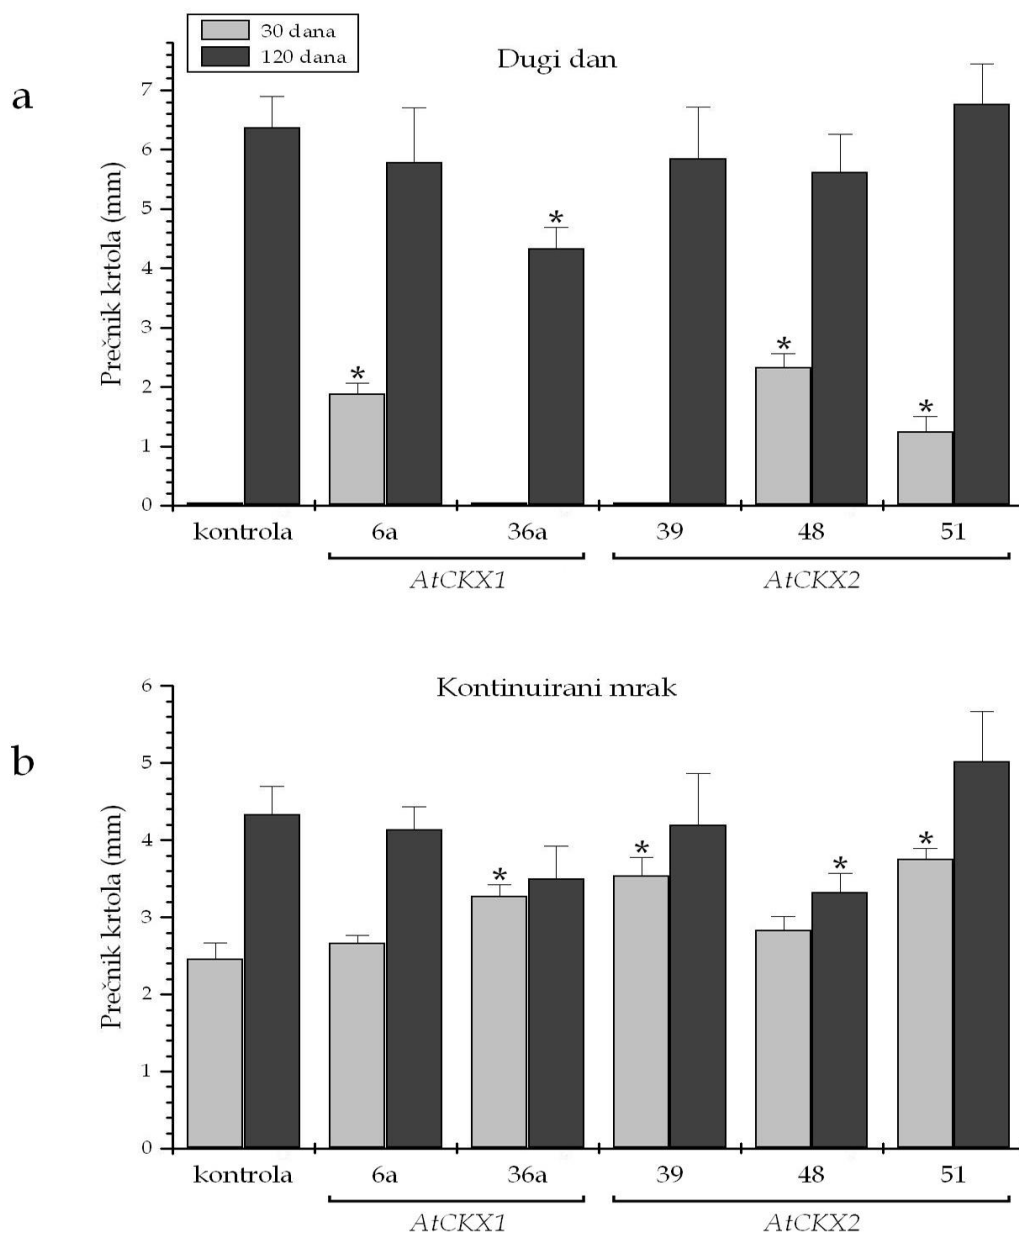 30 dana
120 dana
Dugi dan
a
Prečnik krtola (mm)
7
6
5
4
3
2
1
0
*
*
*
*
kontrola 6a 36a 39 48 51
AtCKX1 AtCKX2
Kontinuirani mrak
b
Prečnik krtola (mm)
6
5
4
3
2
1
0
*
*
*
*
kontrola 6a 36a 39 48 51
AtCKX1 AtCKX2